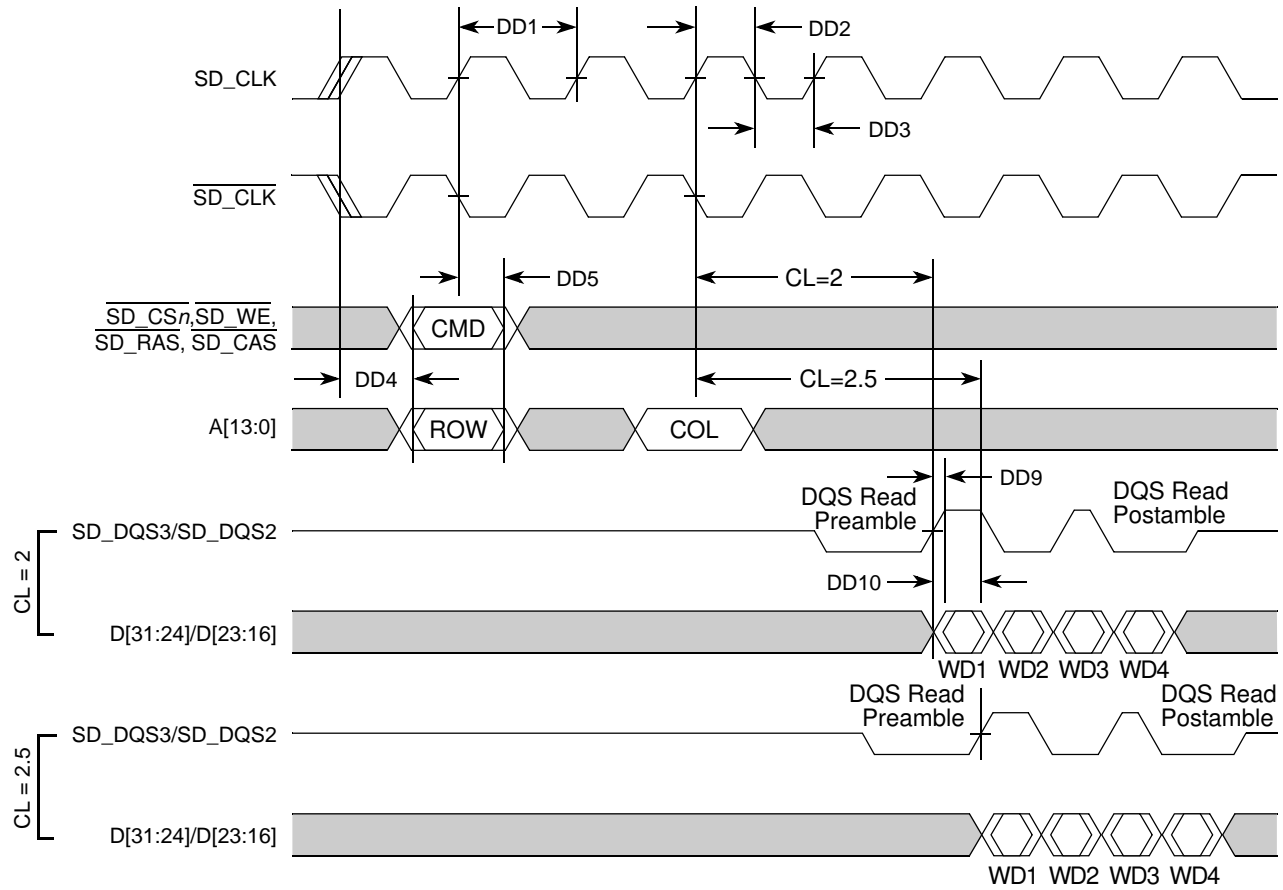 DD1
DD2
SD_CLK
DD3
SD_CLK
DD5
CL=2
SD_CSn,SD_WE,
SD_RAS, SD_CAS
CMD
DD4
CL=2.5
A[13:0]
ROW
COL
DD9
DQS Read
Preamble
DQS Read
Postamble
CL = 2
SD_DQS3/SD_DQS2
DD10
D[31:24]/D[23:16]
WD1 WD2 WD3 WD4
DQS Read
Preamble
DQS Read
Postamble
CL = 2.5
SD_DQS3/SD_DQS2
D[31:24]/D[23:16]
WD1 WD2 WD3 WD4